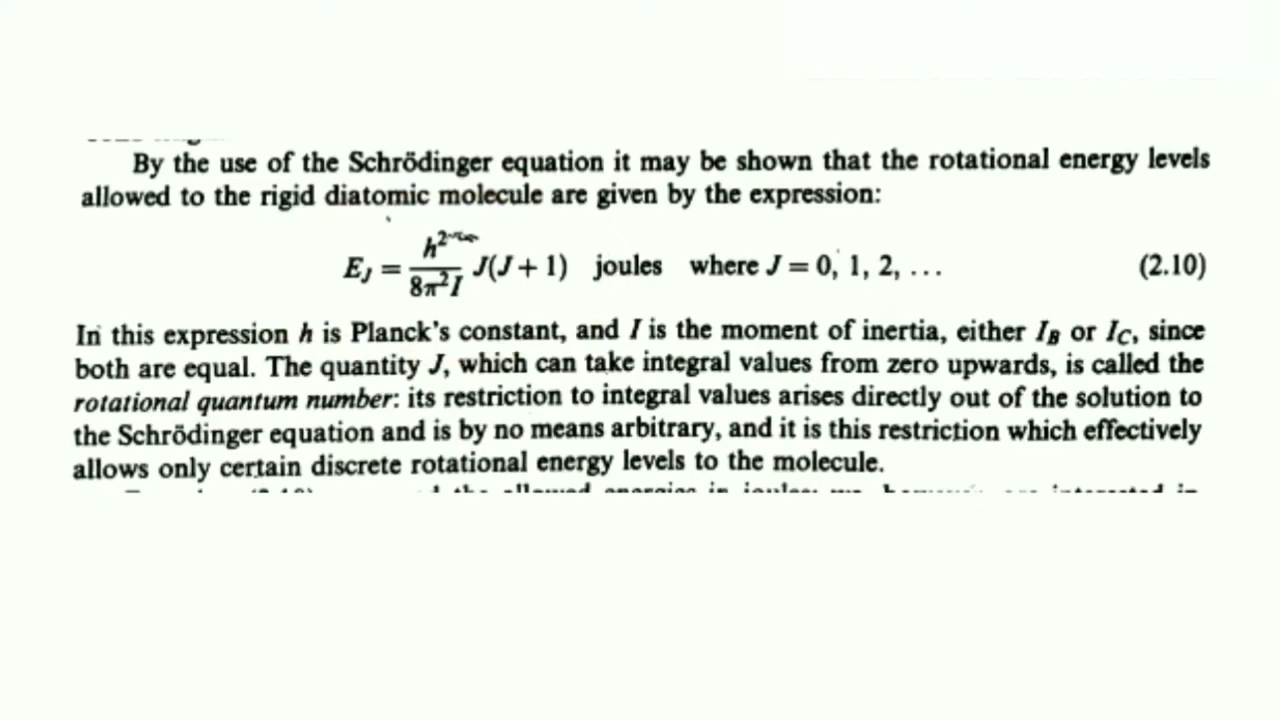 By the use of the Schrödinger equation it may be shown that the rotational energy levels
allowed to the rigid diatomic molecule are given by the expression:
E_J = h²/8π²I J(J + 1) joules where J = 0, 1, 2, … (2.10)
In this expression h is Planck's constant, and I is the moment of inertia, either I_B or I_C, since
both are equal. The quantity J, which can take integral values from zero upwards, is called the
rotational quantum number: its restriction to integral values arises directly out of the solution to
the Schrödinger equation and is by no means arbitrary, and it is this restriction which effectively
allows only certain discrete rotational energy levels to the molecule.